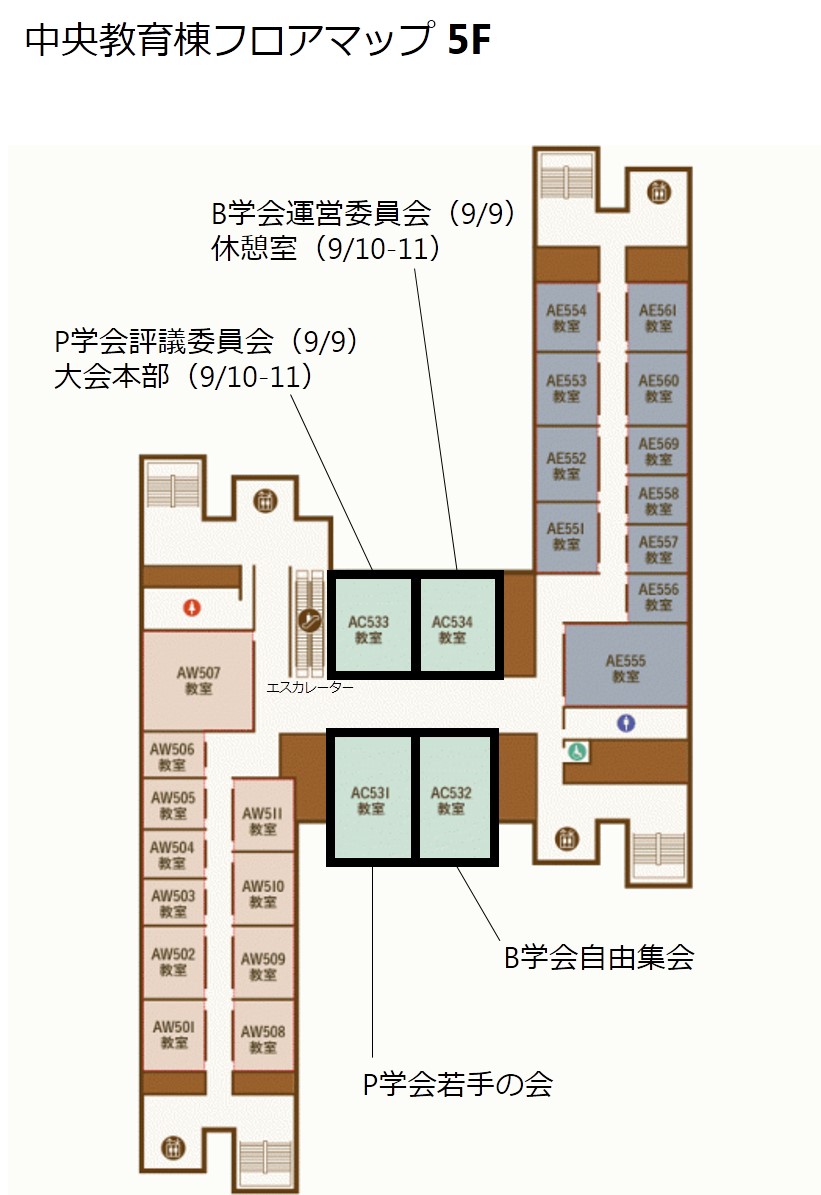 中央教育棟フロアマップ 5F
B学会運営委員会（9/9）
休憩室（9/10-11）
P学会評議委員会（9/9）
大会本部（9/10-11）
AE554
教室
AE561
教室
AE553
教室
AE560
教室
AE552
教室
AE569
教室
AE558
教室
AE551
教室
AE557
教室
AE556
教室
AC533
教室
AC534
教室
AE555
教室
AW507
教室
エスカレーター
AW506
教室
AC531
教室
AC532
教室
AW505
教室
AW511
教室
AW504
教室
AW503
教室
AW510
教室
AW502
教室
AW509
教室
AW501
教室
AW508
教室
B学会自由集会
P学会若手の会